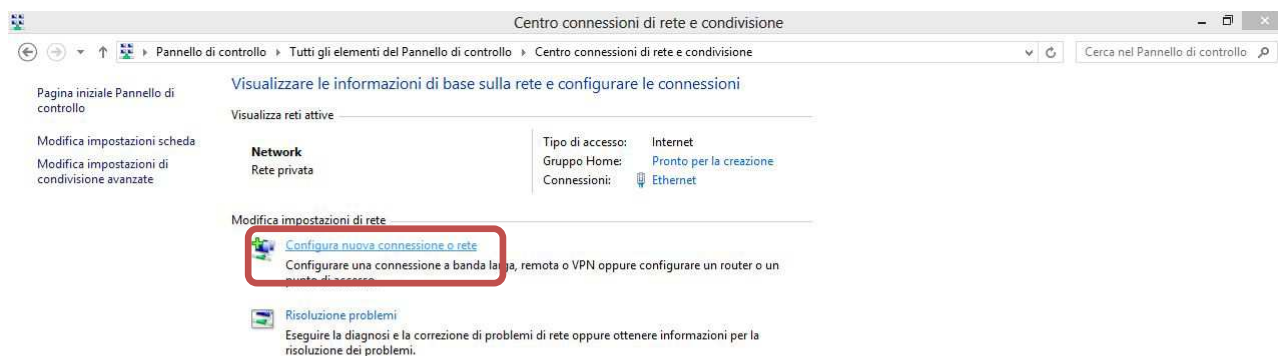 Centro connessioni di rete e condivisione
Pannello di controllo Tutti gli elementi del Pannello di controllo Centro connessioni di rete e condivisione Cerca nel Pannello di controllo
Pagina iniziale Pannello di
controllo
Modifica impostazioni scheda
Modifica impostazioni di
condivisione avanzate
Visualizzare le informazioni di base sulla rete e configurare le connessioni
Visualizza reti attive
Network
Rete privata
Tipo di accesso: Internet
Gruppo Home: Pronto per la creazione
Connessioni: Ethernet
Modifica impostazioni di rete
Configura nuova connessione o rete
Configurare una connessione a banda larga, remota o VPN oppure configurare un router o un
punto di accesso.
Risoluzione problemi
Eseguire la diagnosi e la correzione di problemi di rete oppure ottenere informazioni per la
risoluzione dei problemi.